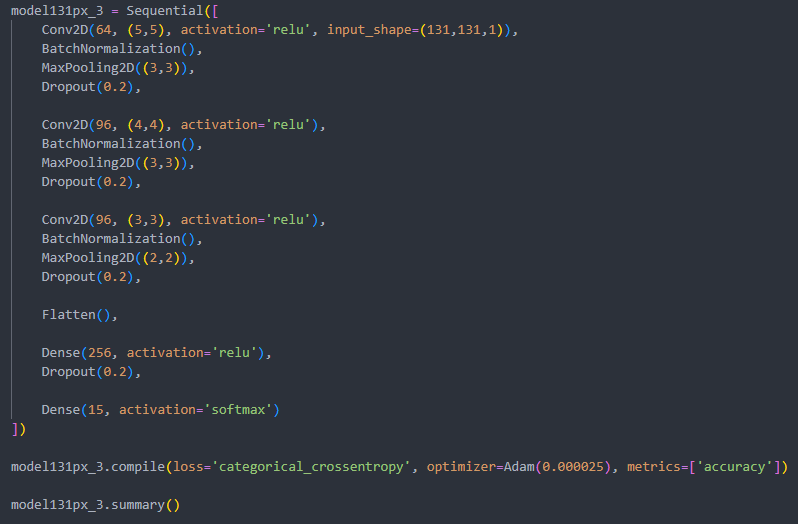 model131px_3 = Sequential([
    Conv2D(64, (5,5), activation='relu', input_shape=(131,131,1)),
    BatchNormalization(),
    MaxPooling2D((3,3)),
    Dropout(0.2),

    Conv2D(96, (4,4), activation='relu'),
    BatchNormalization(),
    MaxPooling2D((3,3)),
    Dropout(0.2),

    Conv2D(96, (3,3), activation='relu'),
    BatchNormalization(),
    MaxPooling2D((2,2)),
    Dropout(0.2),

    Flatten(),

    Dense(256, activation='relu'),
    Dropout(0.2),

    Dense(15, activation='softmax')
])

model131px_3.compile(loss='categorical_crossentropy', optimizer=Adam(0.000025), metrics=['accuracy'])

model131px_3.summary()